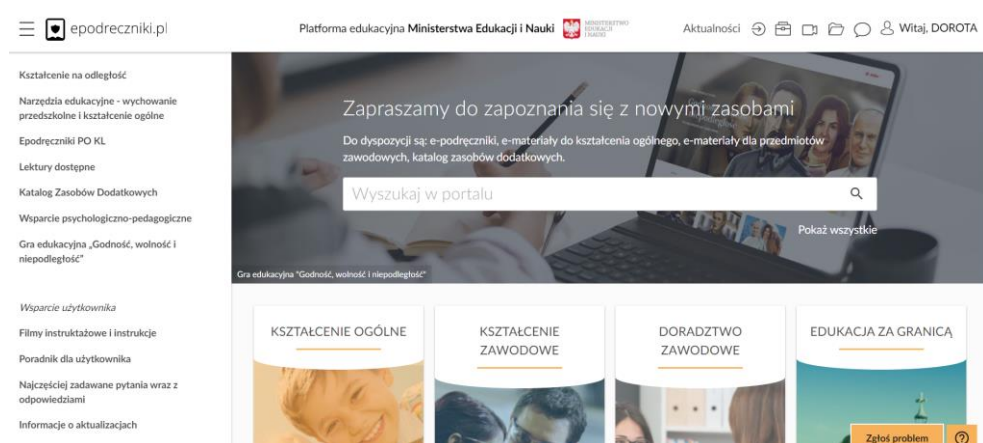 epodreczniki.pl
Platforma edukacyjna Ministerstwa Edukacji i Nauki
MINISTERSTWO
EDUKACJI
I NAUKI
Aktualności
Witaj, DOROTA
Kształcenie na odległość
Narzędzia edukacyjne - wychowanie
przedszkolne i kształcenie ogólne
Epodręczniki PO KL
Lektury dostępne
Katalog Zasobów Dodatkowych
Wsparcie psychologiczno-pedagogiczne
Gra edukacyjna „Godność, wolność i
niepodległość”
Wsparcie użytkownika
Filmy instruktażowe i instrukcje
Poradnik dla użytkownika
Najczęściej zadawane pytania wraz z
odpowiedziami
Informacje o aktualizacjach
Zapraszamy do zapoznania się z nowymi zasobami
Do dyspozycji są: e-podręczniki, e-materiały do kształcenia ogólnego, e-materiały dla przedmiotów
zawodowych, katalog zasobów dodatkowych.
Wyszukaj w portalu
Pokaż wszystkie
Gra edukacyjna "Godność, wolność i niepodległość"
KSZTAŁCENIE OGÓLNE
KSZTAŁCENIE
ZAWODOWE
DORADZTWO
ZAWODOWE
EDUKACJA ZA GRANICĄ
Zgłoś problem